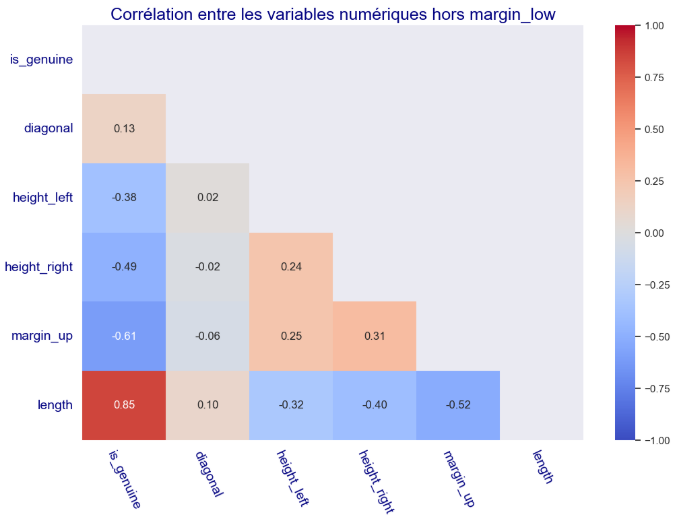 Corrélation entre les variables numériques hors margin_low
is_genuine
diagonal
0.13
height_left
-0.38 0.02
height_right
-0.49 -0.02 0.24
margin_up
-0.61 -0.06 0.25 0.31
length
0.85 0.10 -0.32 -0.40 -0.52
is_genuine
diagonal
height_left
height_right
margin_up
length
1.00
0.75
0.50
0.25
0.00
−0.25
−0.50
−0.75
−1.00